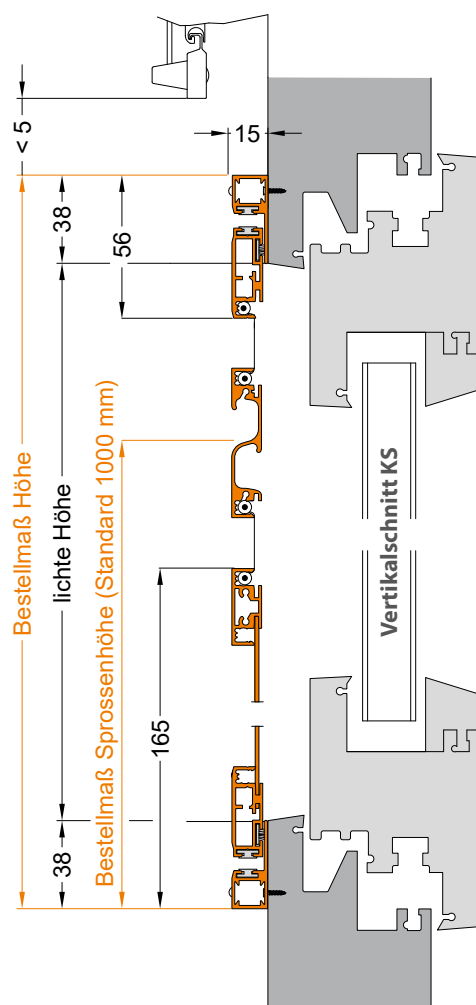 < 5
15
38
56
Bestellmaß Höhe
lichte Höhe
Bestellmaß Sprossenhöhe (Standard 1000 mm)
Vertikalschnitt KS
165
38